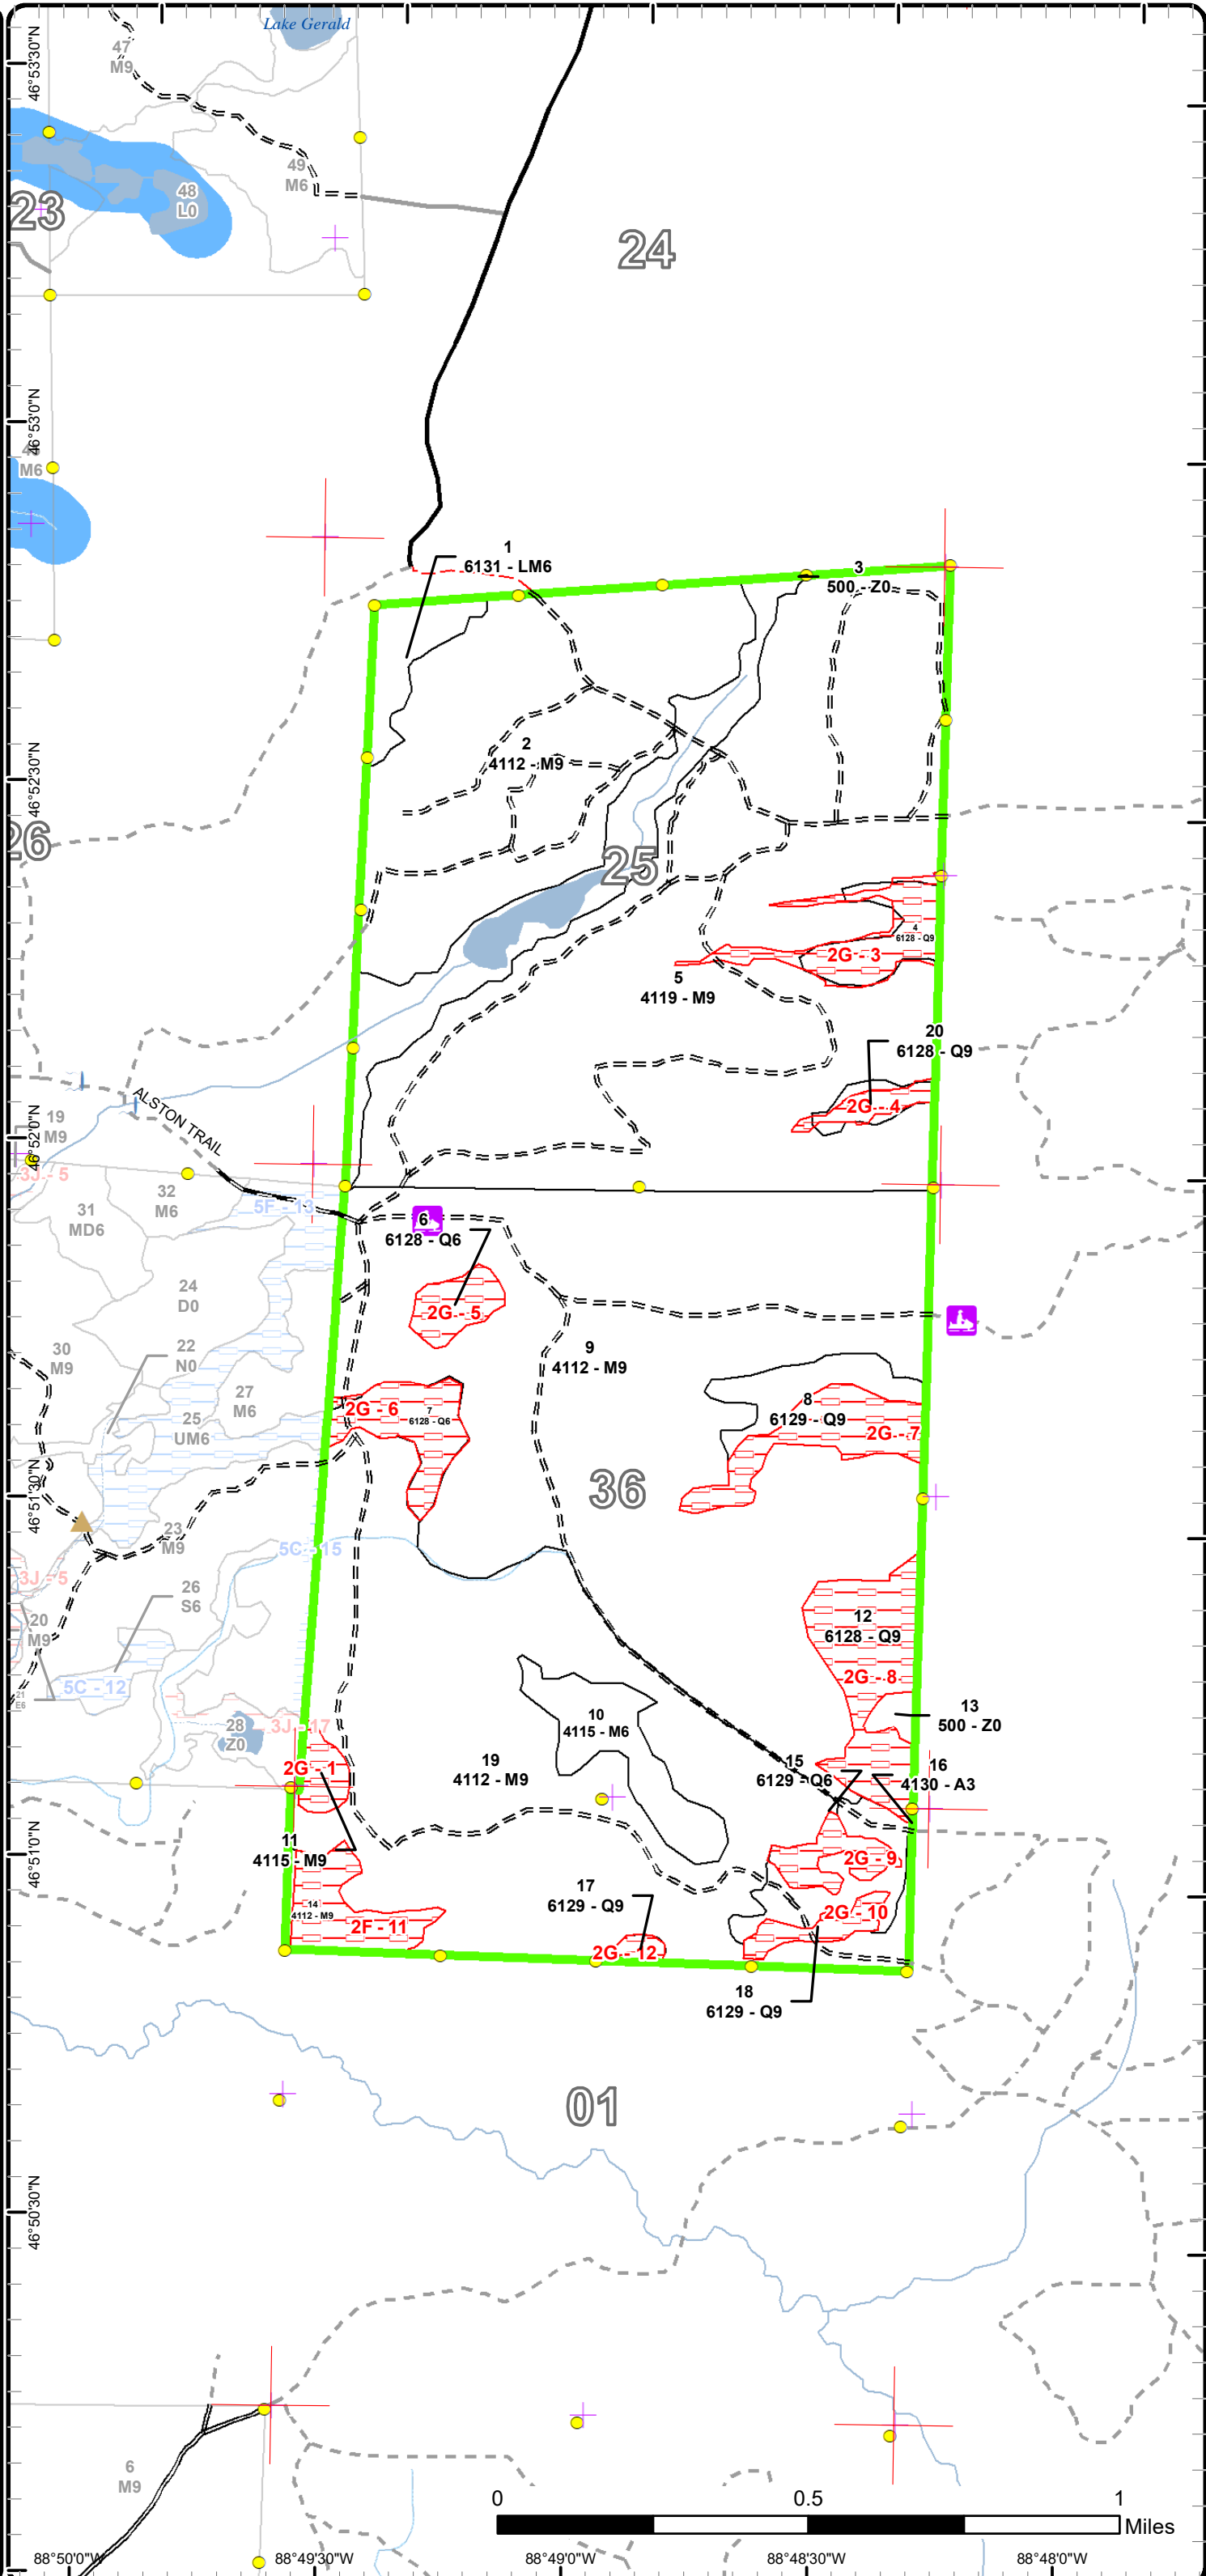 Lake Gerald
46°53'30"N
47
M9
49
M6
48
L0
23
24
46°53'0"N
M6
1
6131 - LM6
3
500 - Z0
2
4112 - M9
46°52'30"N
26
25
4
6128 - Q9
2G - 3
5
4119 - M9
20
6128 - Q9
2G - 4
ALSTON TRAIL
46°52'0"N
19
M9
3J - 5
32
M6
31
MD6
5F - 13
6
6128 - Q6
2G - 5
24
D0
22
N0
30
M9
9
4112 - M9
27
M6
25
UM6
2G - 6
7
6128 - Q6
8
6129 - Q9
2G - 7
36
46°51'30"N
23
M9
5C - 15
3J - 5
26
S6
20
M9
12
6128 - Q9
2G - 8
5C - 12
21
E6
13
500 - Z0
10
4115 - M6
28
Z0
3J - 17
2G - 1
19
4112 - M9
15
6129 - Q6
16
4130 - A3
46°51'0"N
11
4115 - M9
2G - 9
17
6129 - Q9
14
4112 - M9
2F - 11
2G - 10
2G - 12
18
6129 - Q9
01
46°50'30"N
6
M9
0
0.5
1
Miles
88°50'0"W
88°49'30"W
88°49'0"W
88°48'30"W
88°48'0"W